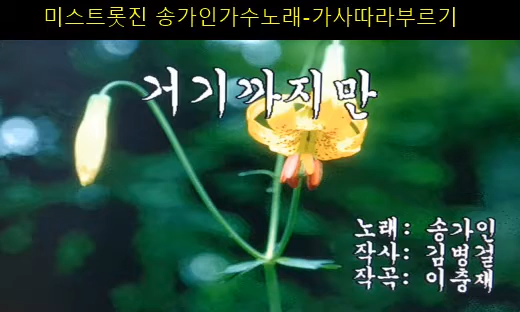 미스트롯진 송가인가수노래-가사따라부르기
거기까지만
노래: 송가인
작사: 김병걸
작곡: 이충재